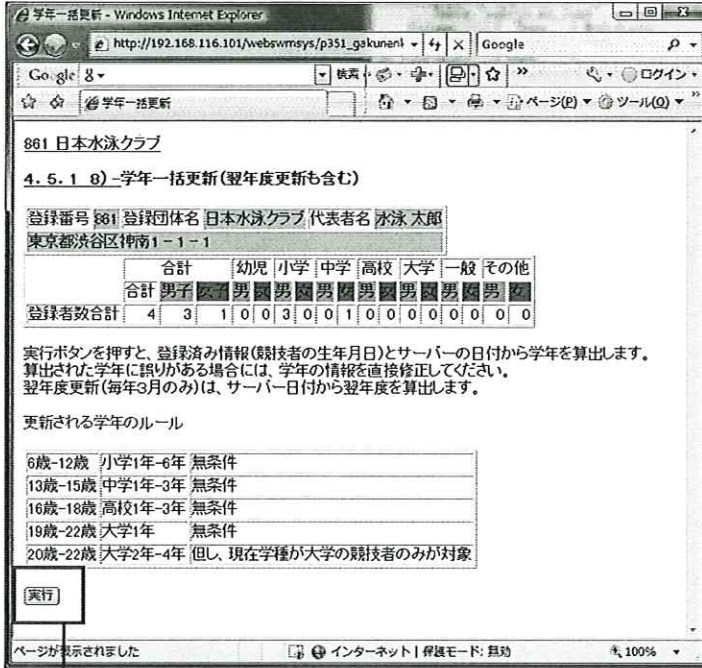 学年一括更新 - Windows Internet Explorer
http://192.168.116.101/webswmsys/p351_gakunenl
Google
Google
検索
ログイン
学年一括更新
ページ(P) ツール(O)
861 日本水泳クラブ
4.5.1 8) -学年一括更新(翌年度更新も含む)
登録番号 861 登録団体名 日本水泳クラブ 代表者名 水泳 太郎
東京都渋谷区神南1-1-1
合計 幼児 小学 中学 高校 大学 一般 その他
合計 男子 女子 男 女 男 女 男 女 男 女 男 女 男 女 男 女
登録者数合計 4 3 1 0 0 3 0 0 1 0 0 0 0 0 0 0 0
実行ボタンを押すと、登録済み情報(競技者の生年月日)とサーバーの日付から学年を算出します。
算出された学年に誤りがある場合には、学年の情報を直接修正してください。
翌年度更新(毎年3月のみ)は、サーバー日付から翌年度を算出します。
更新される学年のルール
6歳-12歳 小学1年-6年 無条件
13歳-15歳 中学1年-3年 無条件
16歳-18歳 高校1年-3年 無条件
19歳-22歳 大学1年 無条件
20歳-22歳 大学2年-4年 但し、現在学種が大学の競技者のみが対象
実行
ページが表示されました
インターネット | 保護モード: 無効
100%